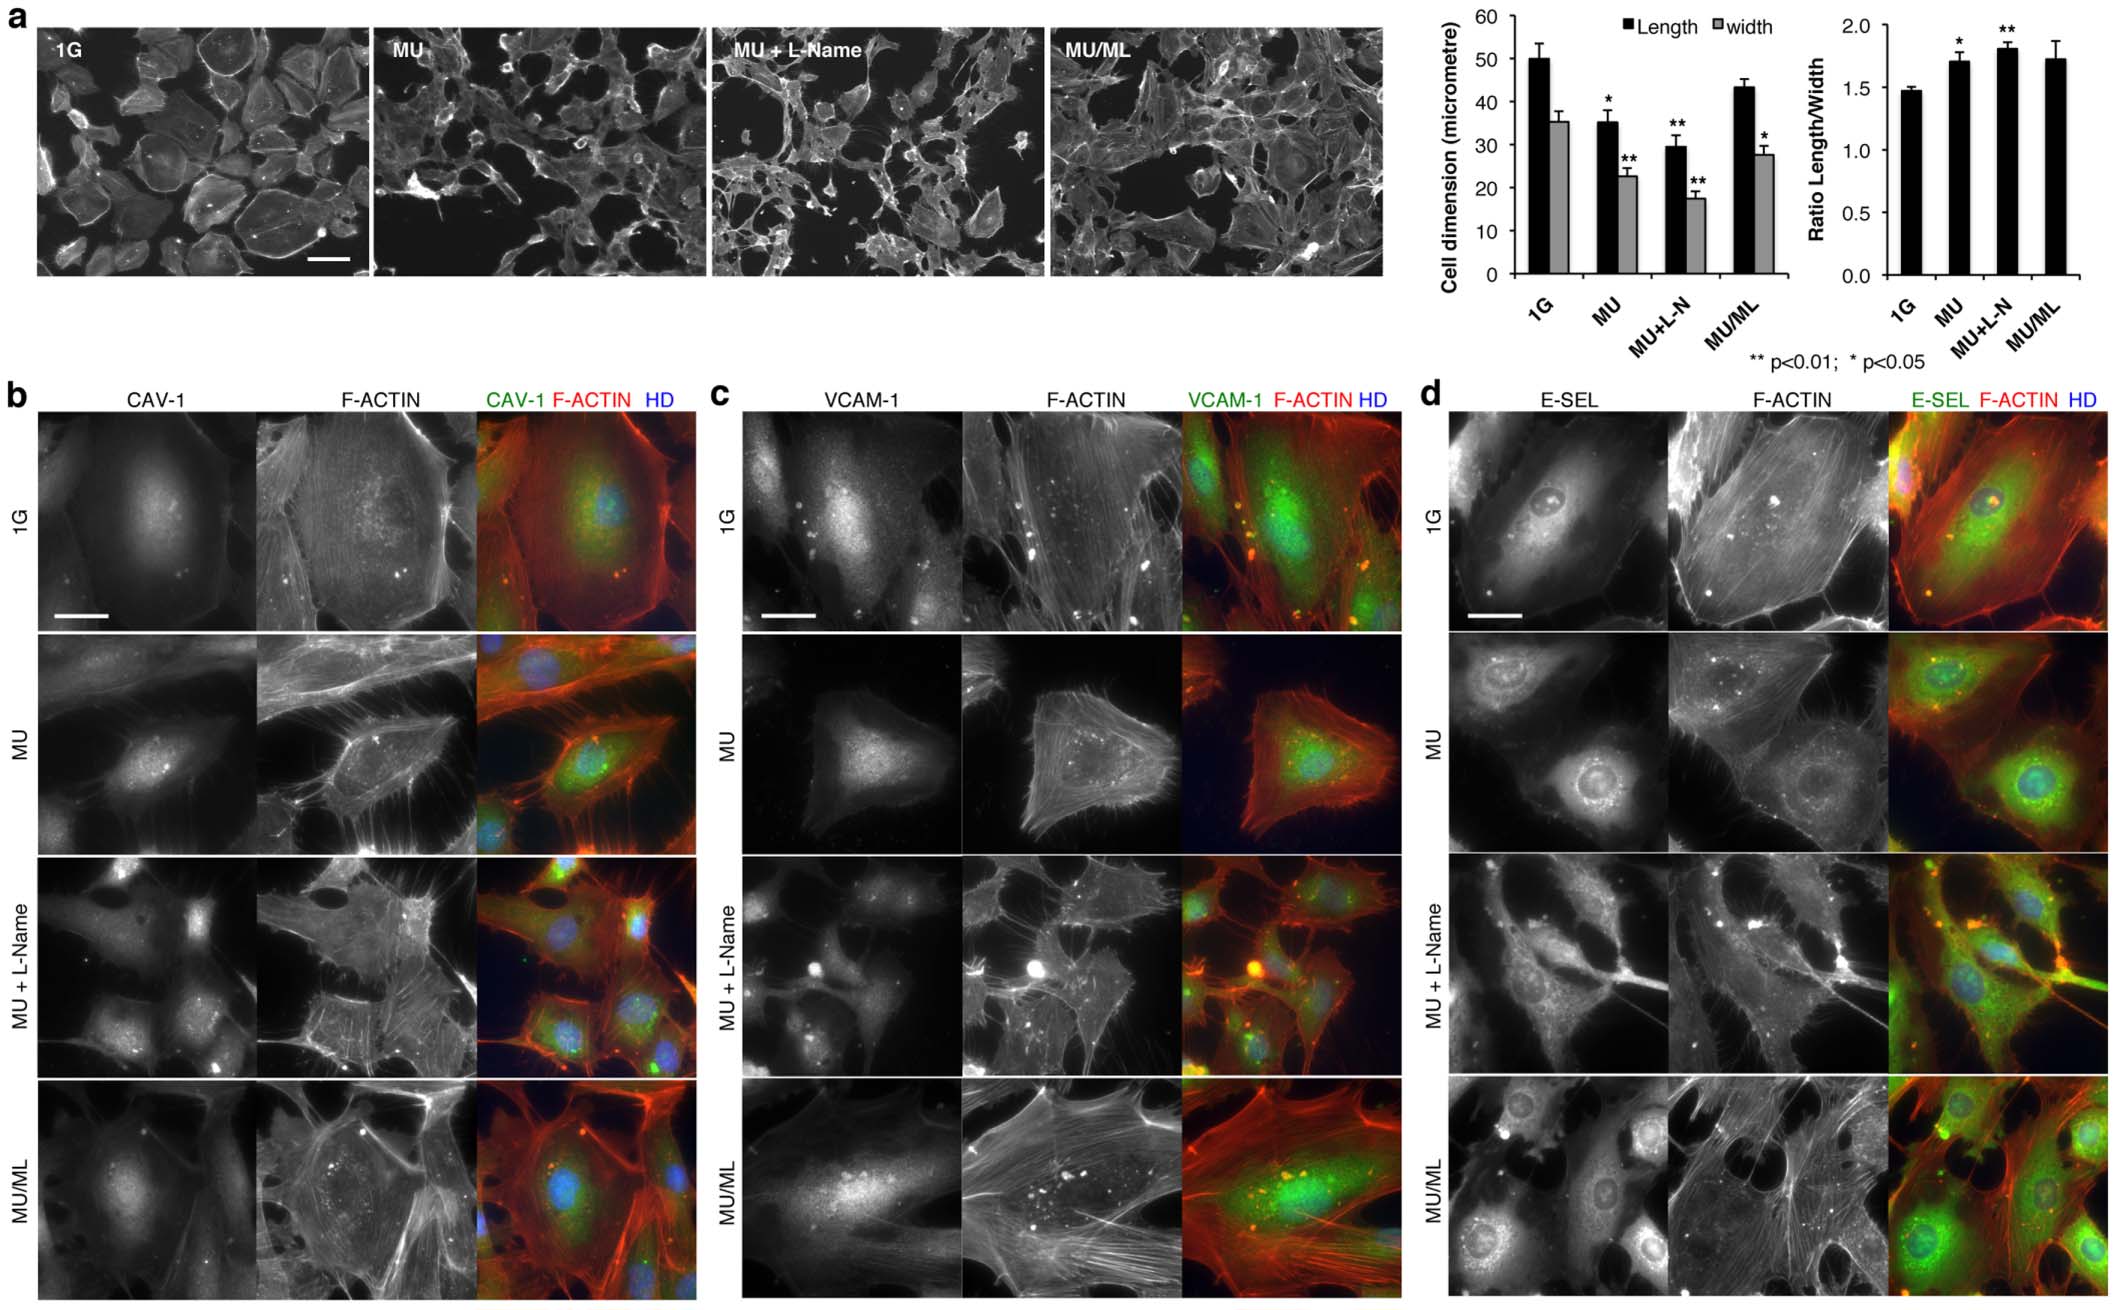 a
1G
MU
MU + L-Name
MU/ML
Cell dimension (micrometre)
60
50
40
30
20
10
0
Length width
* ** ** ** *
1G MU MU+L-N MU/ML
Ratio Length/Width
2.0
1.5
1.0
0.5
0.0
* **
1G MU MU+L-N MU/ML
** p<0.01; * p<0.05
b
CAV-1 F-ACTIN CAV-1 F-ACTIN HD
1G
MU
MU + L-Name
MU/ML
c
VCAM-1 F-ACTIN VCAM-1 F-ACTIN HD
1G
MU
MU + L-Name
MU/ML
d
E-SEL F-ACTIN E-SEL F-ACTIN HD
1G
MU
MU + L-Name
MU/ML